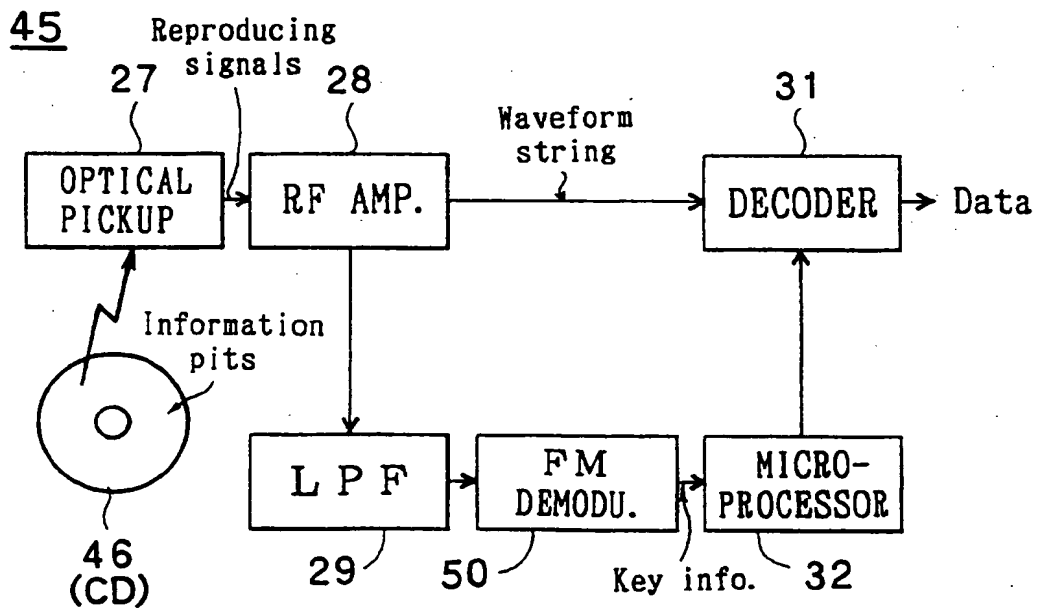 45
Reproducing
signals
27
28
31
Waveform
string
OPTICAL
PICKUP
RF AMP.
DECODER
Data
Information
pits
LPF
FM
DEMODU.
MICRO-
PROCESSOR
46
(CD)
29
50
Key info.
32